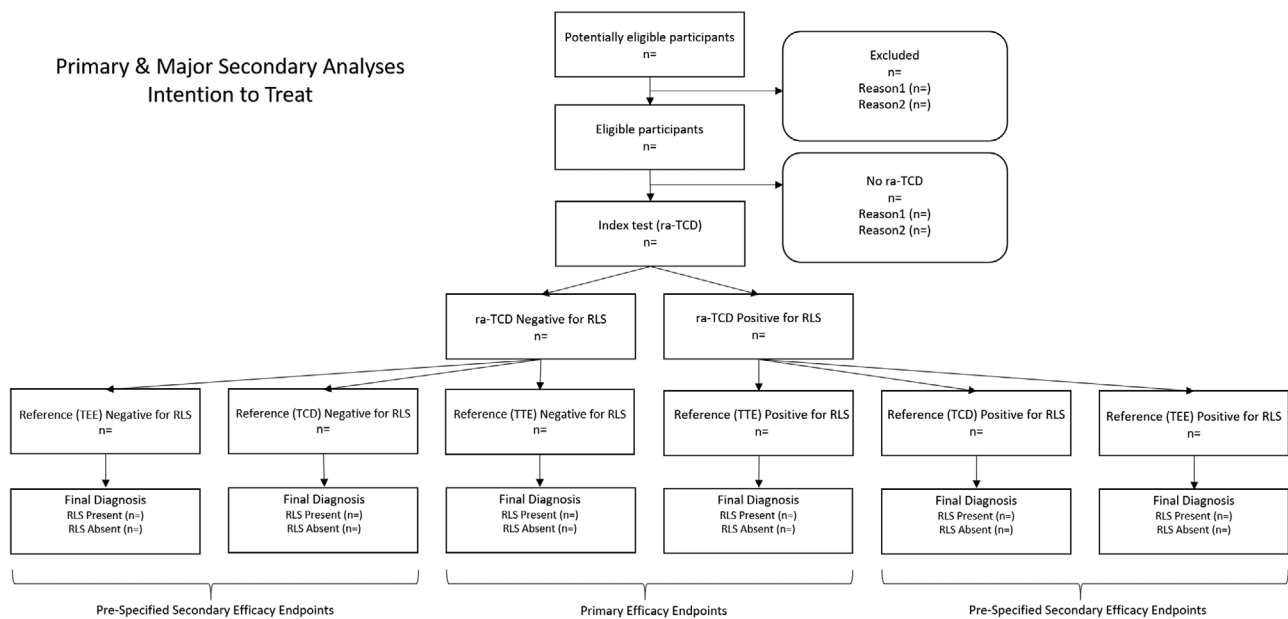 Primary & Major Secondary Analyses
Intention to Treat
Potentially eligible participants
n=
Excluded
n=
Reason1 (n=)
Reason2 (n=)
Eligible participants
n=
No ra-TCD
n=
Reason1 (n=)
Reason2 (n=)
Index test (ra-TCD)
n=
ra-TCD Negative for RLS
n=
ra-TCD Positive for RLS
n=
Reference (TEE) Negative for RLS
n=
Reference (TCD) Negative for RLS
n=
Reference (TTE) Negative for RLS
n=
Reference (TTE) Positive for RLS
n=
Reference (TCD) Positive for RLS
n=
Reference (TEE) Positive for RLS
n=
Final Diagnosis
RLS Present (n=)
RLS Absent (n=)
Final Diagnosis
RLS Present (n=)
RLS Absent (n=)
Final Diagnosis
RLS Present (n=)
RLS Absent (n=)
Final Diagnosis
RLS Present (n=)
RLS Absent (n=)
Final Diagnosis
RLS Present (n=)
RLS Absent (n=)
Final Diagnosis
RLS Present (n=)
RLS Absent (n=)
Pre-Specified Secondary Efficacy Endpoints
Primary Efficacy Endpoints
Pre-Specified Secondary Efficacy Endpoints